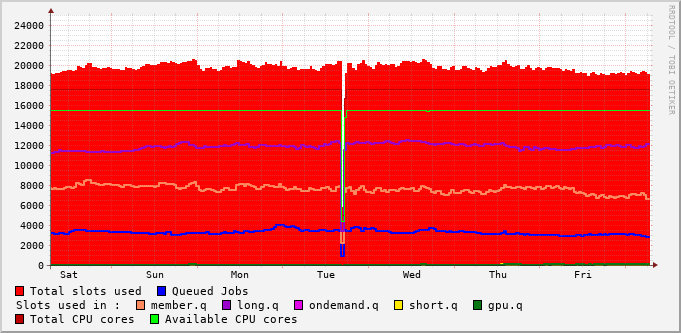 RRDTOOL / TOBI OETIKER
24000
22000
20000
18000
16000
14000
12000
10000
8000
6000
4000
2000
0
Sat Sun Mon Tue Wed Thu Fri
Total slots used Queued Jobs
Slots used in : member.q long.q ondemand.q short.q gpu.q
Total CPU cores Available CPU cores